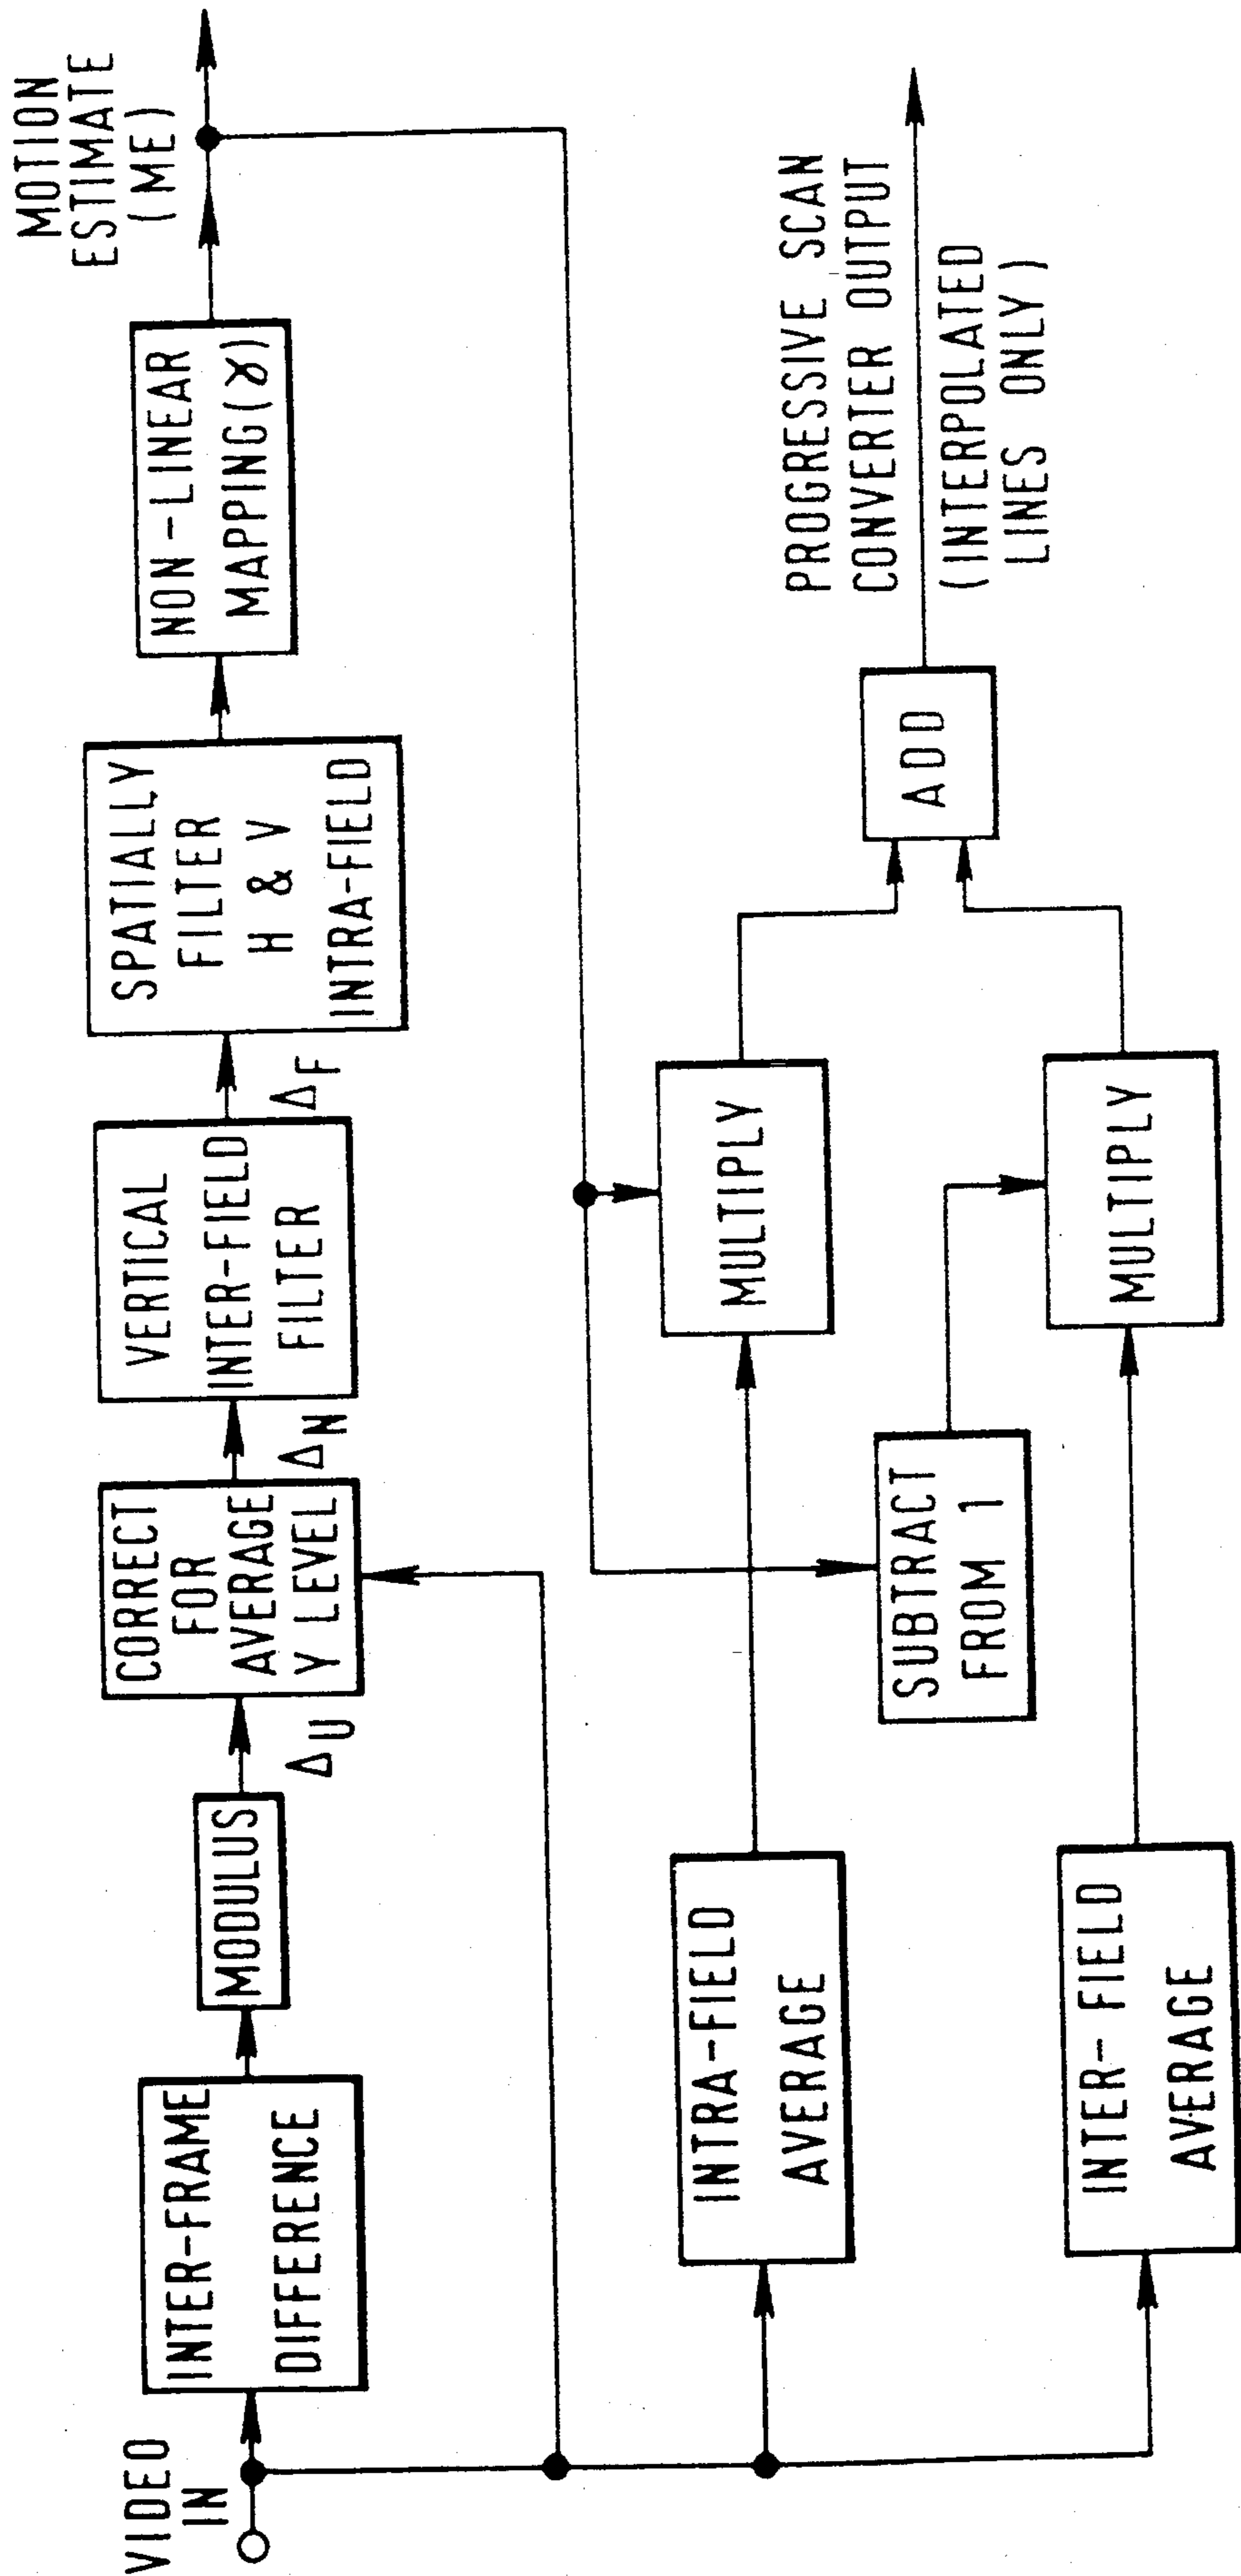 VIDEO
IN
INTER-FRAME
DIFFERENCE
MODULUS
ΔU
CORRECT
FOR
AVERAGE
Y LEVEL
ΔN
VERTICAL
INTER-FIELD
FILTER
ΔF
SPATIALLY
FILTER
H & V
INTRA-FIELD
NON-LINEAR
MAPPING(γ)
MOTION
ESTIMATE
(ME)
INTRA-FIELD
AVERAGE
MULTIPLY
SUBTRACT
FROM 1
INTER-FIELD
AVERAGE
MULTIPLY
ADD
PROGRESSIVE SCAN
CONVERTER OUTPUT
(INTERPOLATED
LINES ONLY)